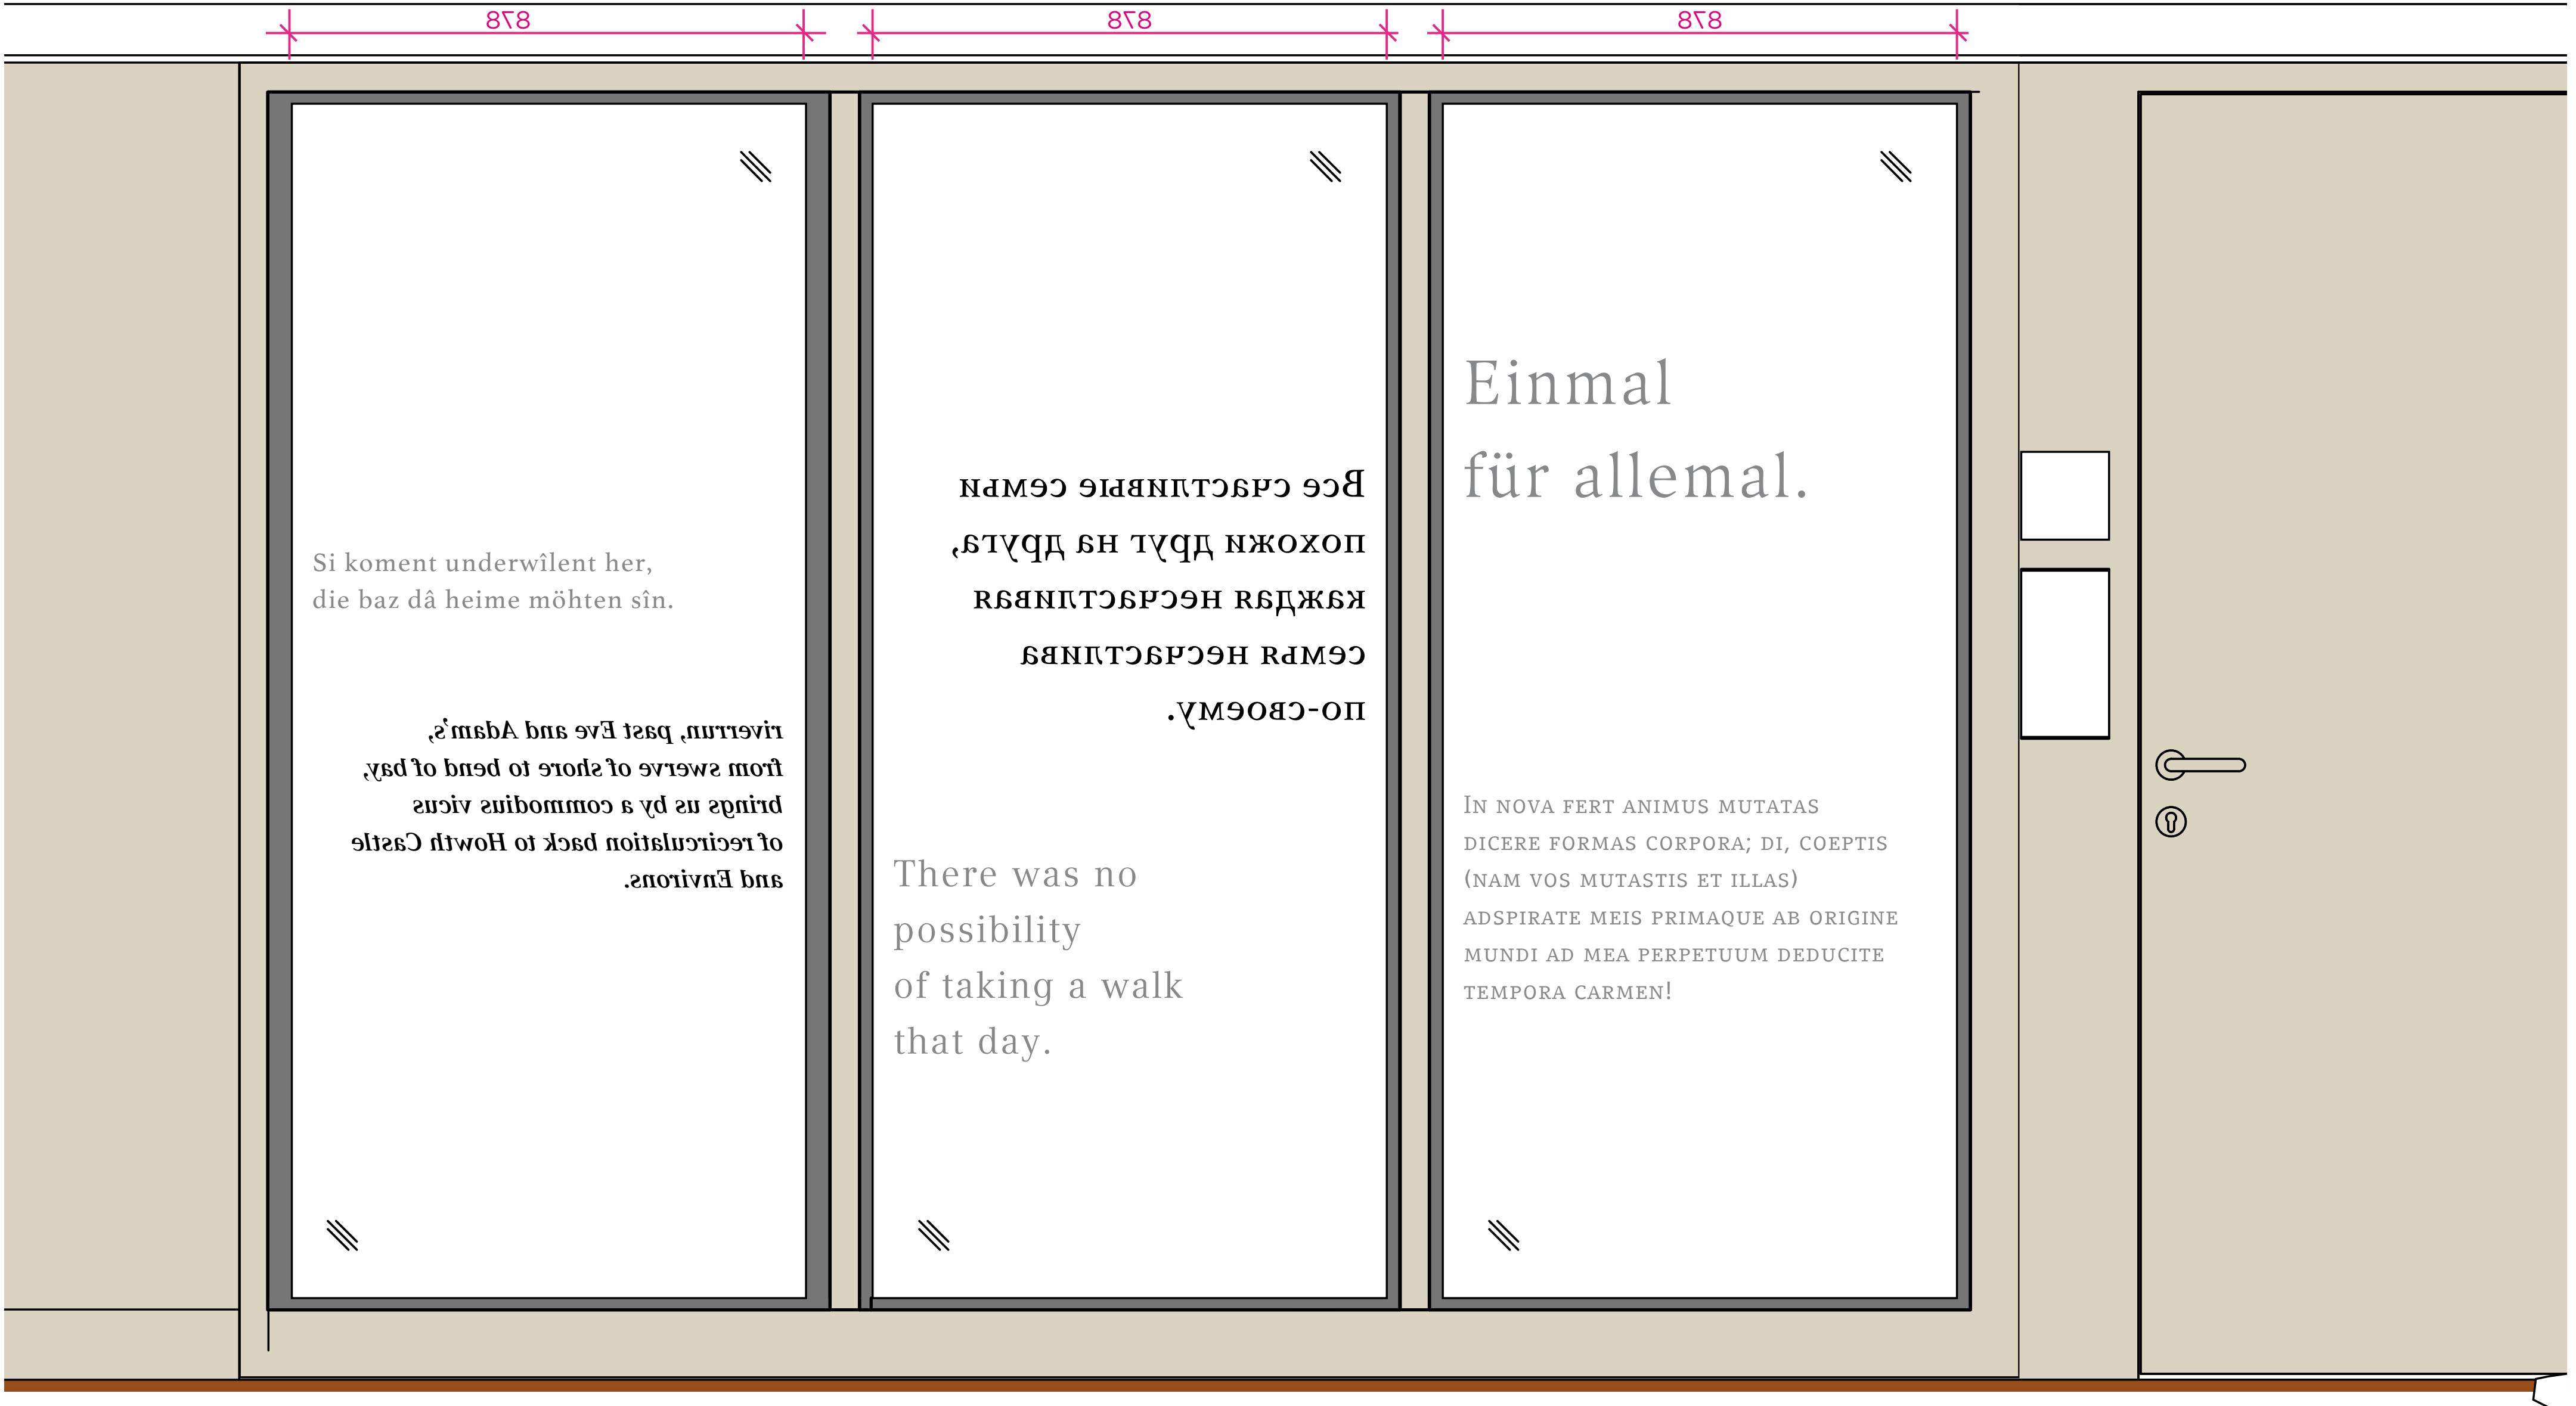 878
878
878
Si koment underwîlent her,
die baz dâ heime möhten sîn.
riverrun, past Eve and Adam’s,
from swerve of shore to bend of bay,
brings us by a commodius vicus
of recirculation back to Howth Castle
and Environs.
Все счастливые семьи
похожи друг на друга,
каждая несчастливая
семья несчастлива
по-своему.
There was no
possibility
of taking a walk
that day.
Einmal
für allemal.
In nova fert animus mutatas
dicere formas corpora; di, coeptis
(nam vos mutastis et illas)
adspirate meis primaque ab origine
mundi ad mea perpetuum deducite
tempora carmen!